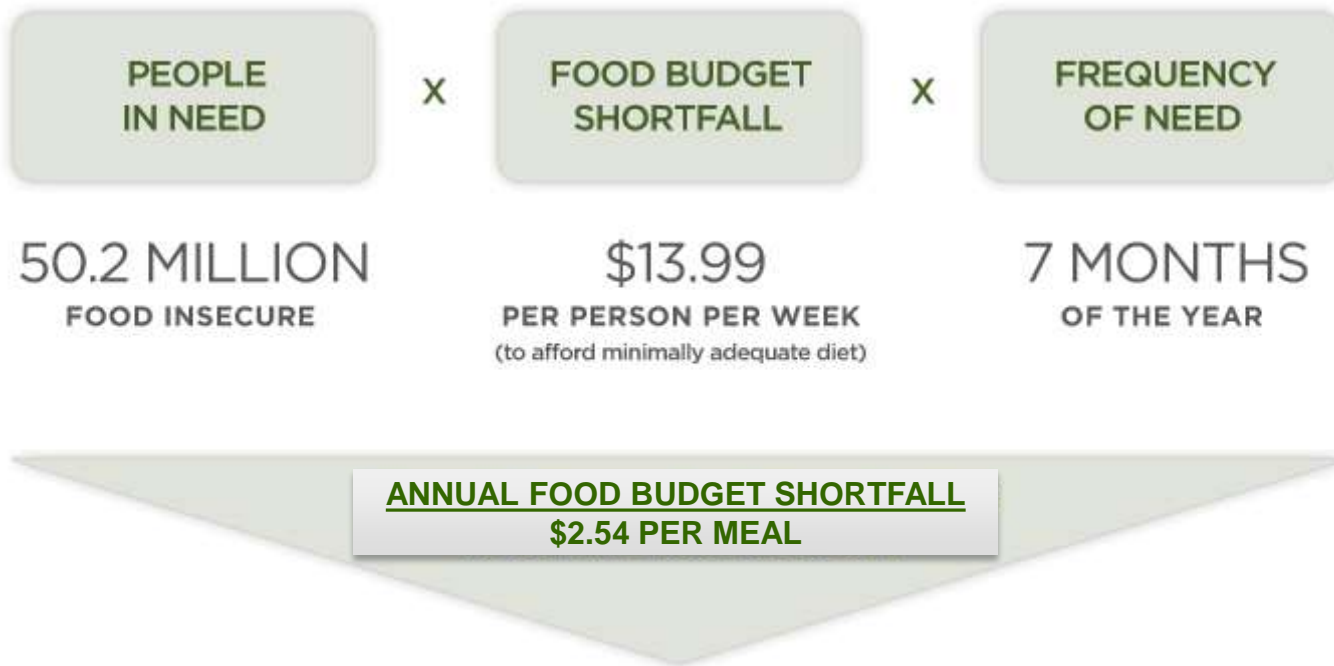 PEOPLE
IN NEED
X
FOOD BUDGET
SHORTFALL
X
FREQUENCY
OF NEED
50.2 MILLION
FOOD INSECURE
$13.99
PER PERSON PER WEEK
(to afford minimally adequate diet)
7 MONTHS
OF THE YEAR
ANNUAL FOOD BUDGET SHORTFALL
$2.54 PER MEAL